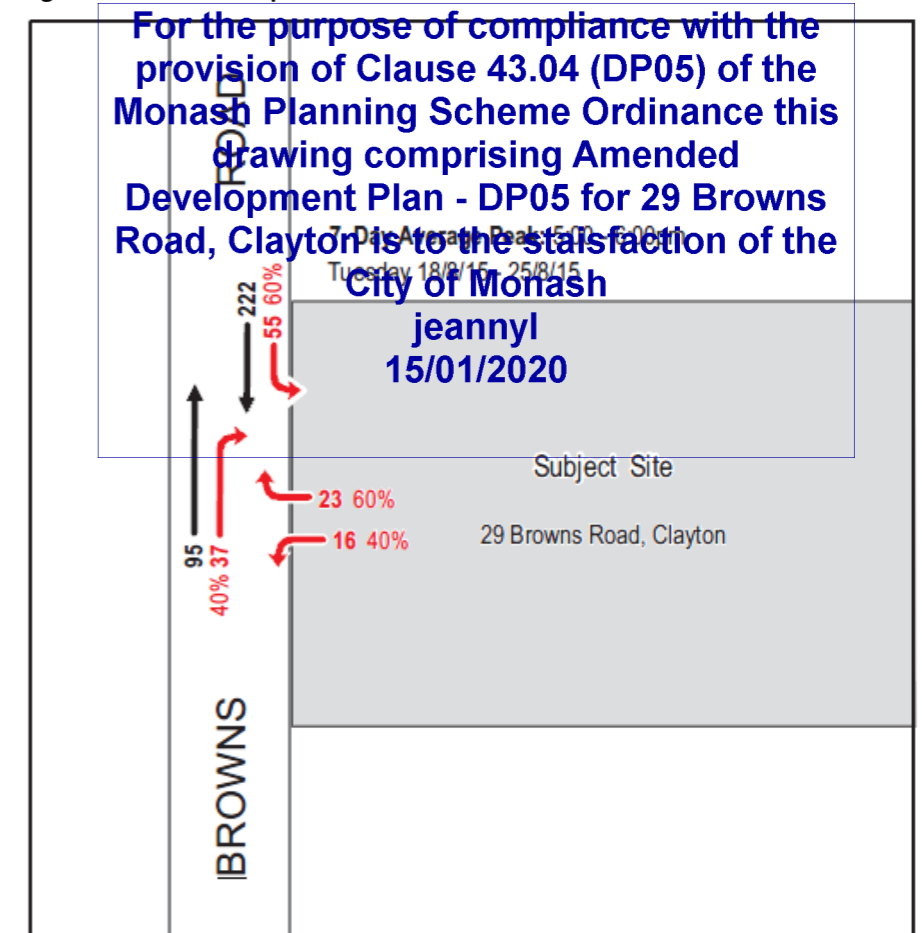 For the purpose of compliance with the
provision of Clause 43.04 (DP05) of the
Monash Planning Scheme Ordinance this
drawing comprising Amended
Development Plan - DP05 for 29 Browns
Road, Clayton is to the staisfaction of the
City of Monash
jeannyl
15/01/2020
ROAD
7-Day Average Peak: 5:00 - 6:00pm
Tuesday 18/8/15 - 25/8/15
222
55 60%
Subject Site
23 60%
16 40%
29 Browns Road, Clayton
95
40% 37
BROWNS